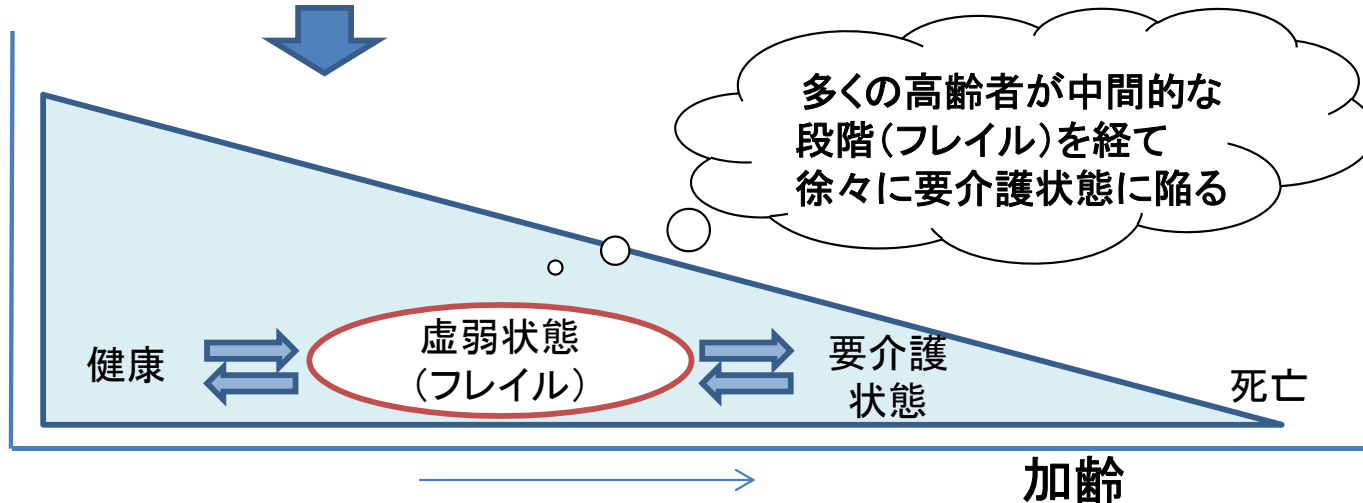 多くの高齢者が中間的な
段階(フレイル)を経て
徐々に要介護状態に陥る
健康
虚弱状態
(フレイル)
要介護
状態
死亡
加齢